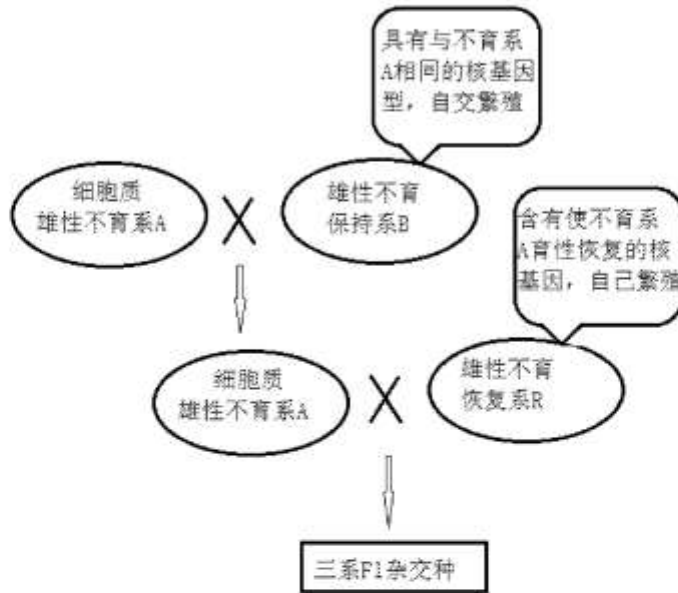 具有与不育系
A相同的核基因
型，自交繁殖
细胞质
雄性不育系A
雄性不育
保持系B
含有使不育系
A育性恢复的核
基因，自己繁殖
细胞质
雄性不育系A
雄性不育
恢复系R
三系F1杂交种